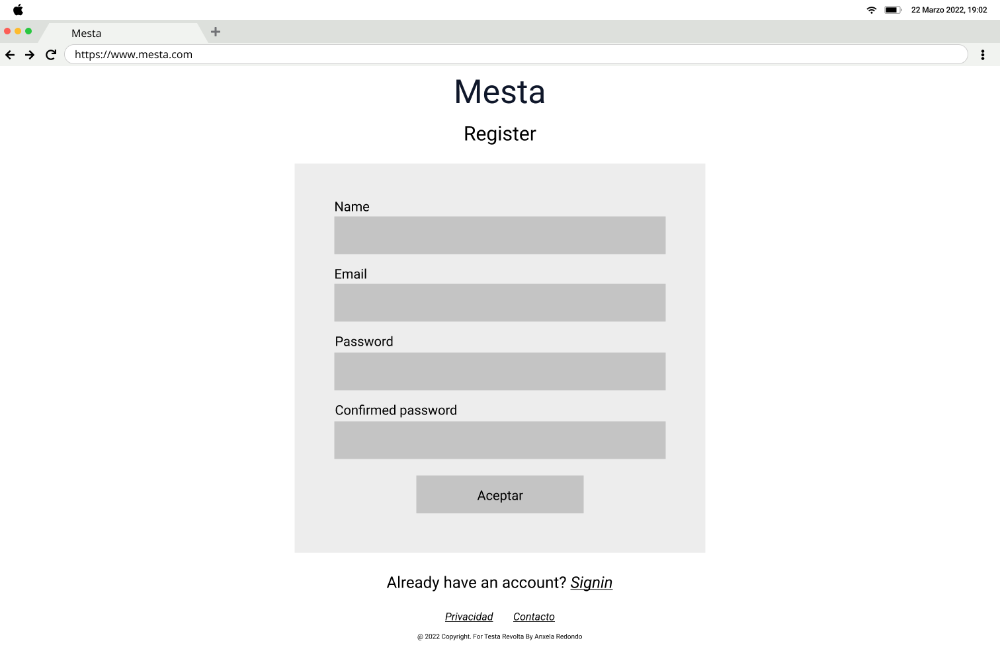 22 Marzo 2022, 19:02
Mesta
https://www.mesta.com
Mesta
Register
Name
Email
Password
Confirmed password
Aceptar
Already have an account? Signin
Privacidad Contacto
@ 2022 Copyright. For Testa Revolta By Anxela Redondo